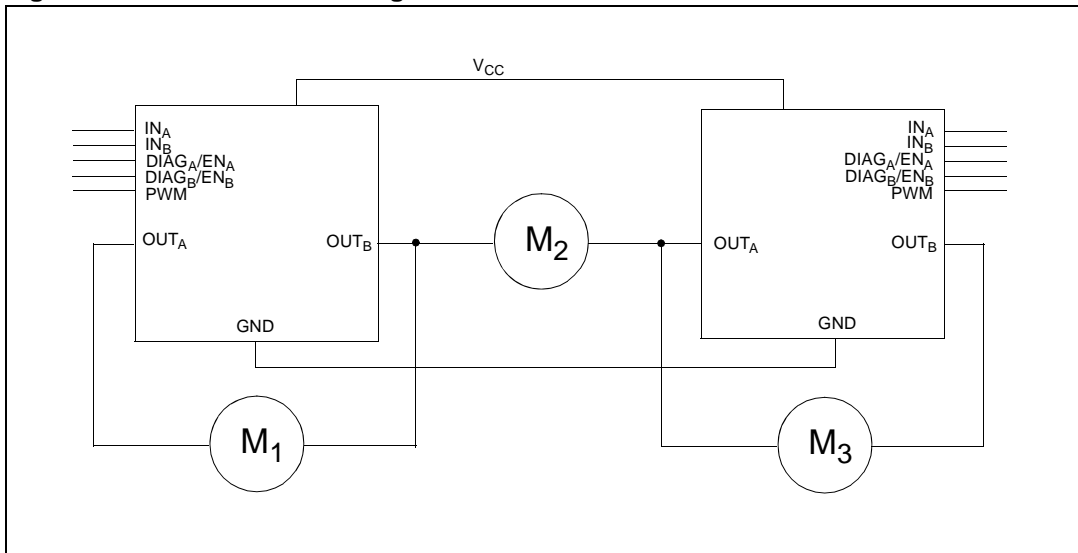 V_CC
IN_A
IN_B
DIAG_A/EN_A
DIAG_B/EN_B
PWM
OUT_A
OUT_B
GND
M_1
M_2
IN_A
IN_B
DIAG_A/EN_A
DIAG_B/EN_B
PWM
OUT_A
OUT_B
GND
M_3